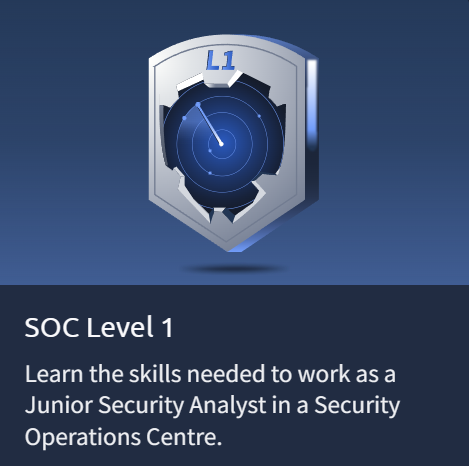 L1
SOC Level 1
Learn the skills needed to work as a
Junior Security Analyst in a Security
Operations Centre.